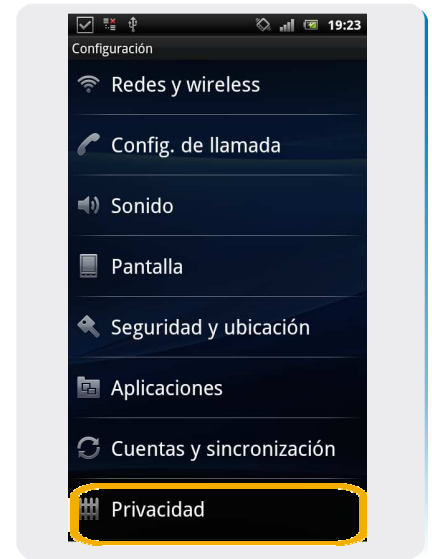 19:23
Configuración
Redes y wireless
Config. de llamada
Sonido
Pantalla
Seguridad y ubicación
Aplicaciones
Cuentas y sincronización
Privacidad